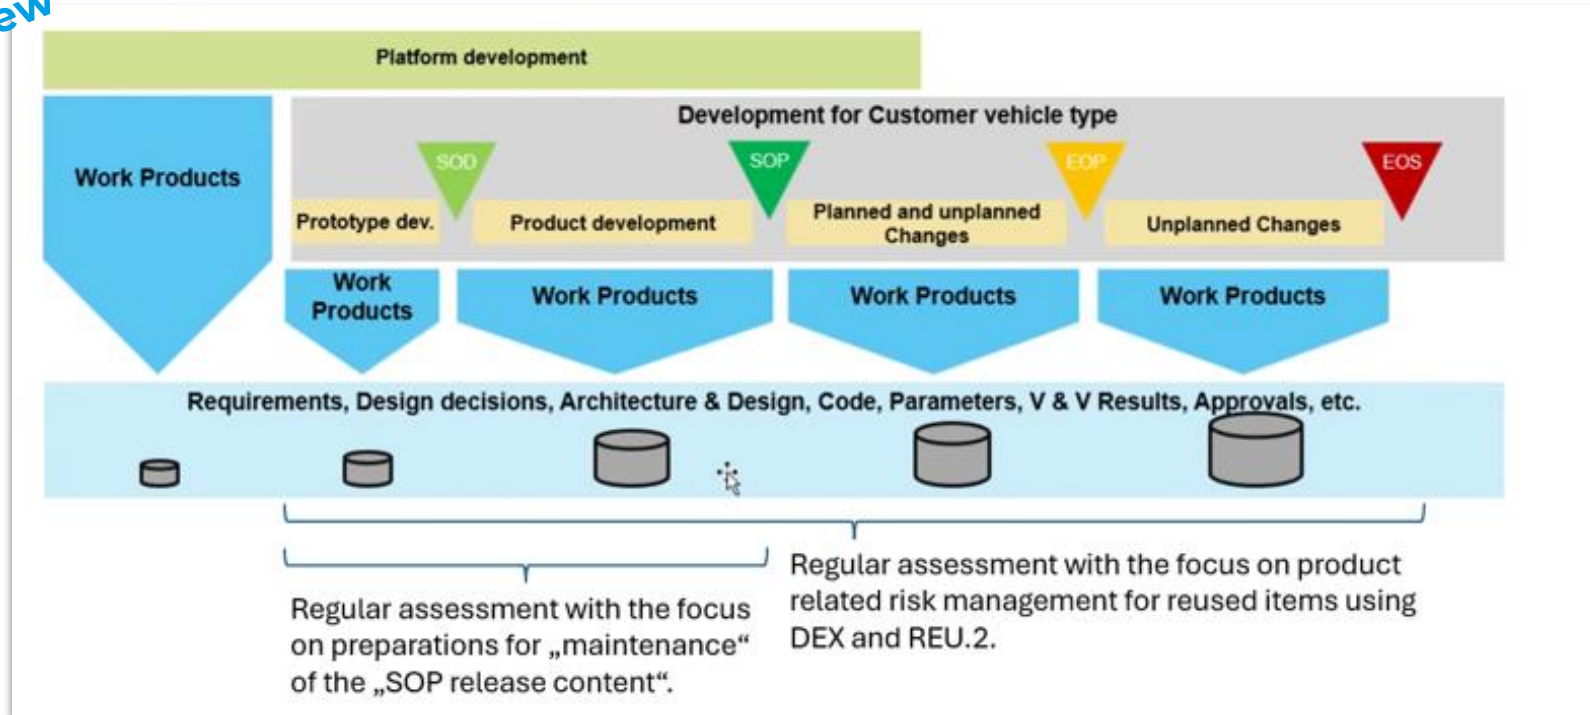 ew
Platform development
Development for Customer vehicle type
Work Products
SOD
SOP
EOP
EOS
Prototype dev.
Product development
Planned and unplanned
Changes
Unplanned Changes
Work
Products
Work Products
Work Products
Work Products
Requirements, Design decisions, Architecture & Design, Code, Parameters, V & V Results, Approvals, etc.
Regular assessment with the focus
on preparations for „maintenance“
of the „SOP release content“.
Regular assessment with the focus on product
related risk management for reused items using
DEX and REU.2.